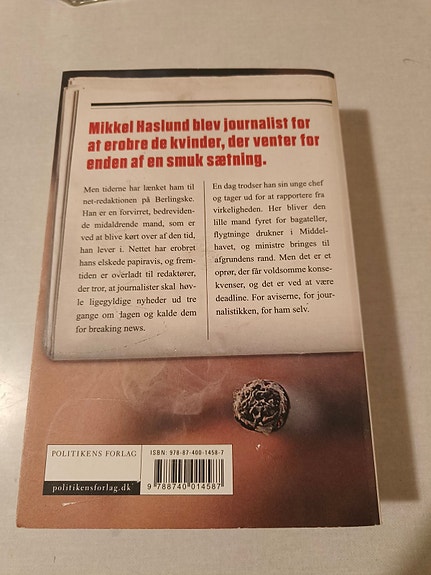 Mikkel Haslund blev journalist for
at erobre de kvinder, der venter for
enden af en smuk sætning.
Men tiderne har lænket ham til
net-redaktionen på Berlingske.
Han er en forvirret, bedreviden-
de midaldrende mand, som er
ved at blive kørt over af den tid,
han lever i. Nettet har erobret
hans elskede papiravis, og frem-
tiden er overladt til redaktører,
der tror, at journalister skal høv-
le ligegyldige nyheder ud tre
gange om dagen og kalde dem
for breaking news.
En dag trodser han sin unge chef
og tager ud for at rapportere fra
virkeligheden. Her bliver den
lille mand fyret for bagateller,
flygtninge drukner i Middel-
havet, og ministre bringes til
afgrundens rand. Men det er et
oprør, der får voldsomme konse-
kvenser, og det er ved at være
deadline. For aviserne, for jour-
nalistikken, for ham selv.
POLITIKENS FORLAG
politikensforlag.dk
ISBN: 978-87-400-1458-7
9 788740 014587